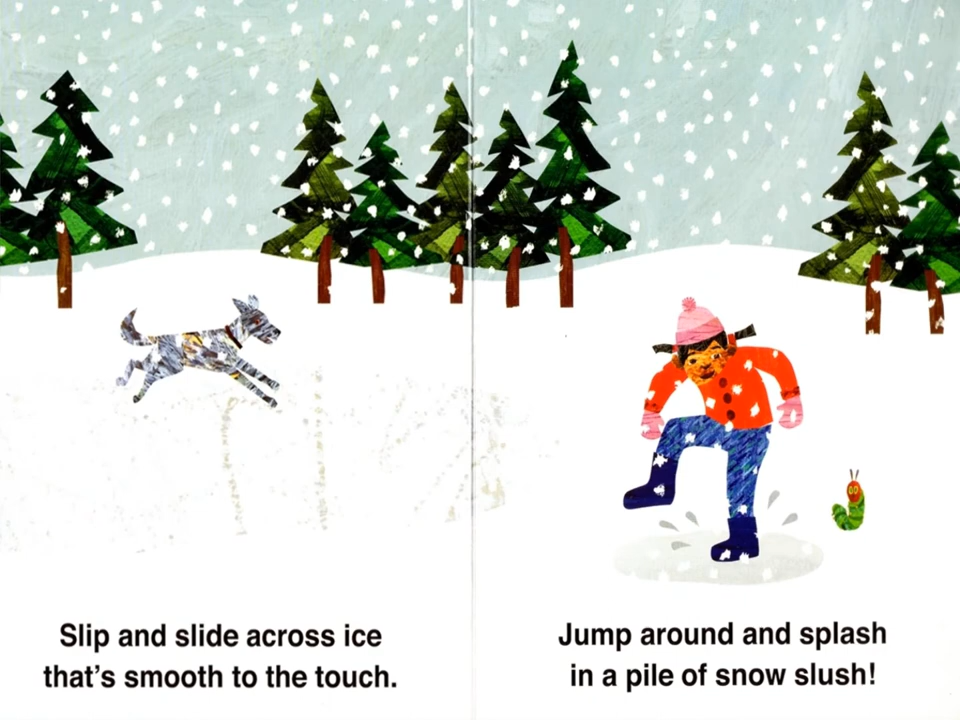 Slip and slide across ice
that's smooth to the touch.
Jump around and splash
in a pile of snow slush!